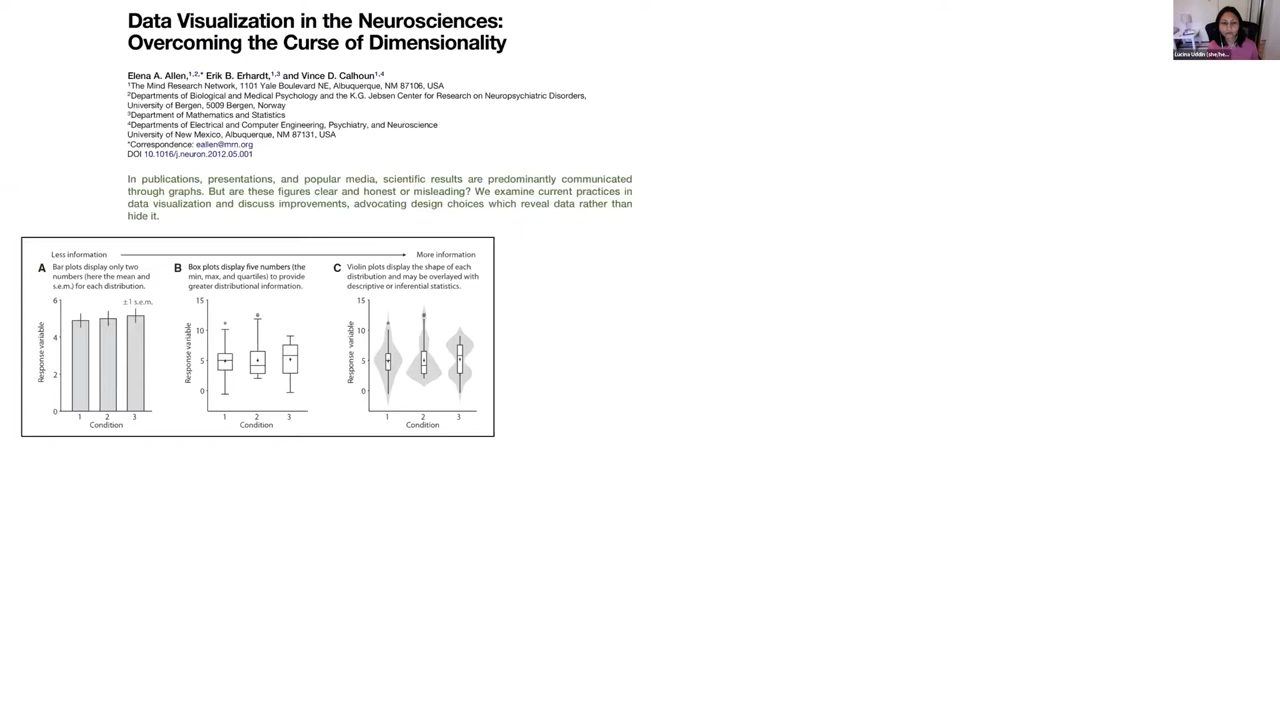 Data Visualization in the Neurosciences:
Overcoming the Curse of Dimensionality
Elena A. Allen,1,2,* Erik B. Erhardt,1,3 and Vince D. Calhoun1,4
1The Mind Research Network, 1101 Yale Boulevard NE, Albuquerque, NM 87106, USA
2Departments of Biological and Medical Psychology and the K.G. Jebsen Center for Research on Neuropsychiatric Disorders,
University of Bergen, 5009 Bergen, Norway
3Department of Mathematics and Statistics
4Departments of Electrical and Computer Engineering, Psychiatry, and Neuroscience
University of New Mexico, Albuquerque, NM 87131, USA
*Correspondence: eallen@mrn.org
DOI 10.1016/j.neuron.2012.05.001
In publications, presentations, and popular media, scientific results are predominantly communicated
through graphs. But are these figures clear and honest or misleading? We examine current practices in
data visualization and discuss improvements, advocating design choices which reveal data rather than
hide it.
Less information
More information
A Bar plots display only two
numbers (here the mean and
s.e.m.) for each distribution.
±1 s.e.m.
6
4
2
0
Response variable
1 2 3
Condition
B Box plots display five numbers (the
min, max, and quartiles) to provide
greater distributional information.
15
10
5
0
Response variable
1 2 3
Condition
C Violin plots display the shape of each
distribution and may be overlayed with
descriptive or inferential statistics.
15
10
5
0
Response variable
1 2 3
Condition
Lucina Uddin (she/he...